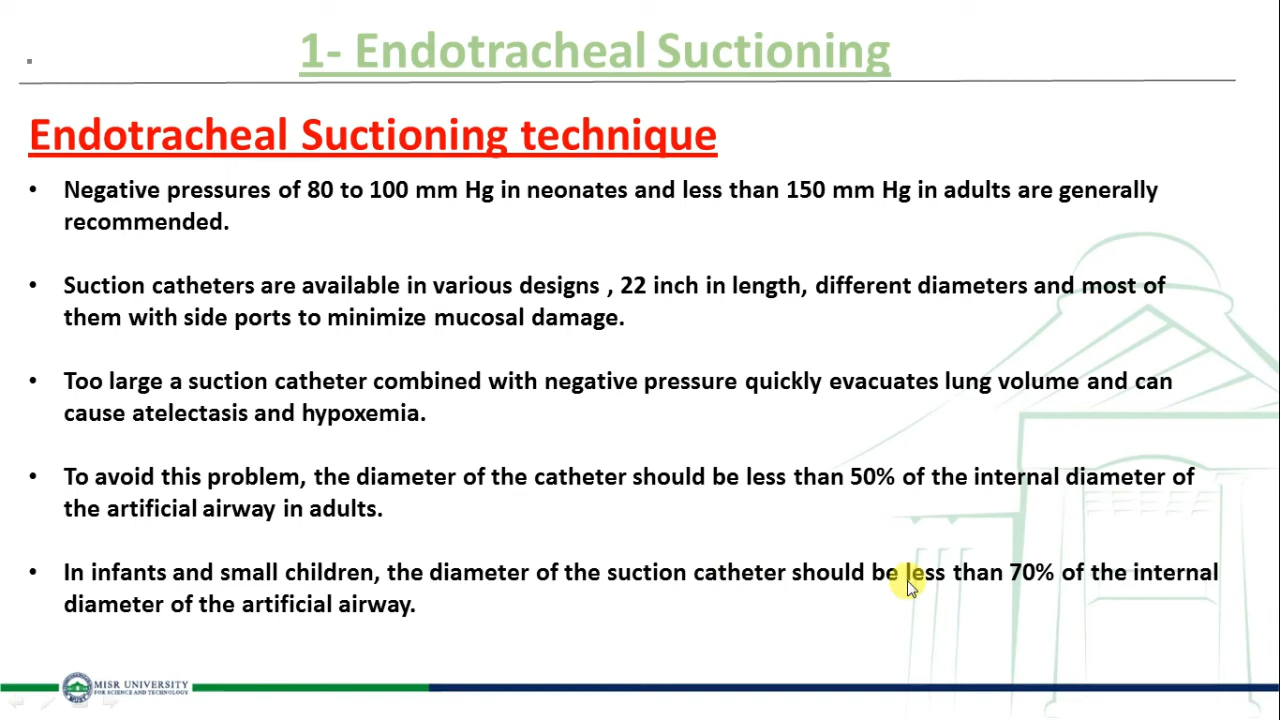 1- Endotracheal Suctioning
Endotracheal Suctioning technique
• Negative pressures of 80 to 100 mm Hg in neonates and less than 150 mm Hg in adults are generally
recommended.
• Suction catheters are available in various designs , 22 inch in length, different diameters and most of
them with side ports to minimize mucosal damage.
• Too large a suction catheter combined with negative pressure quickly evacuates lung volume and can
cause atelectasis and hypoxemia.
• To avoid this problem, the diameter of the catheter should be less than 50% of the internal diameter of
the artificial airway in adults.
• In infants and small children, the diameter of the suction catheter should be less than 70% of the internal
diameter of the artificial airway.
MISR UNIVERSITY
FOR SCIENCE AND TECHNOLOGY